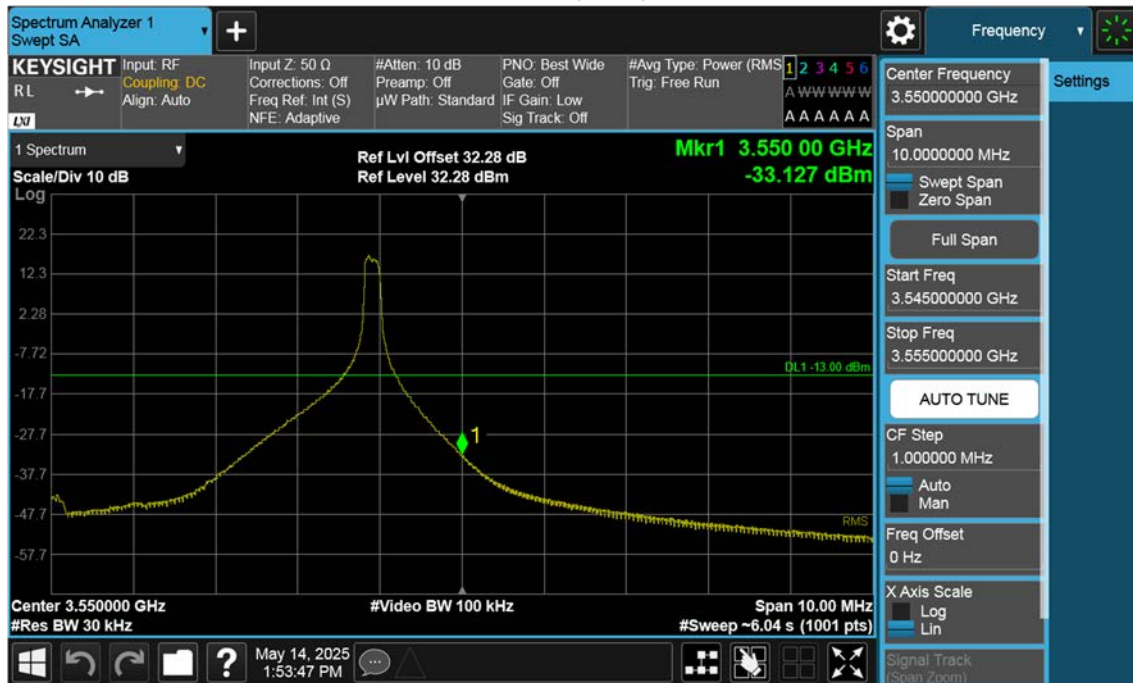 Spectrum Analyzer 1
Swept SA
Frequency
KEYSIGHT
RL
LXI
Input: RF
Coupling: DC
Align: Auto
Input Z: 50 Ω
Corrections: Off
Freq Ref: Int (S)
NFE: Adaptive
#Atten: 10 dB
Preamp: Off
µW Path: Standard
PNO: Best Wide
Gate: Off
IF Gain: Low
Sig Track: Off
#Avg Type: Power (RMS
Trig: Free Run
1 2 3 4 5 6
A W W W W W
A A A A A A
1 Spectrum
Scale/Div 10 dB
Log
Ref Lvl Offset 32.28 dB
Ref Level 32.28 dBm
Mkr1 3.550 00 GHz
-33.127 dBm
22.3
12.3
2.28
-7.72
-17.7
-27.7
-37.7
-47.7
-57.7
DL1 -13.00 dBm
1
RMS
Center 3.550000 GHz
#Res BW 30 kHz
#Video BW 100 kHz
Span 10.00 MHz
#Sweep ~6.04 s (1001 pts)
?
May 14, 2025
1:53:47 PM
Center Frequency
3.550000000 GHz
Span
10.0000000 MHz
Swept Span
Zero Span
Full Span
Start Freq
3.545000000 GHz
Stop Freq
3.555000000 GHz
AUTO TUNE
CF Step
1.000000 MHz
Auto
Man
Freq Offset
0 Hz
X Axis Scale
Log
Lin
Signal Track
(Span Zoom)
Settings